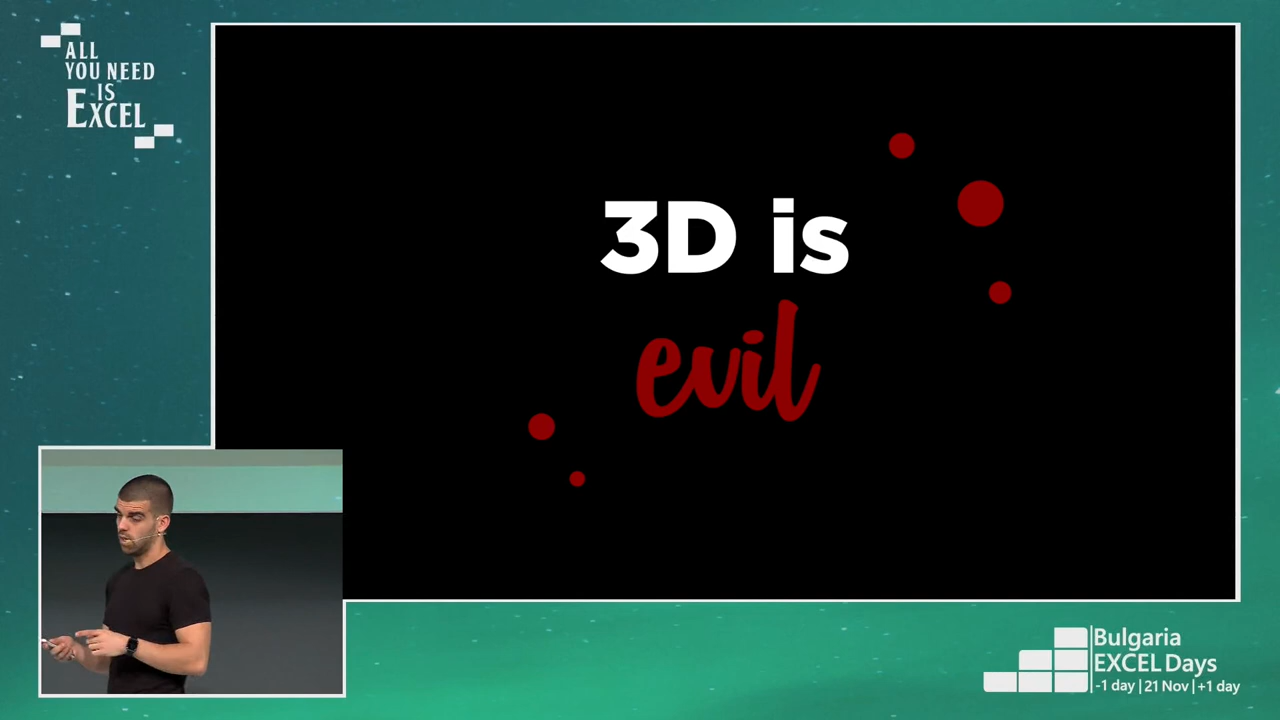 ALL
YOU NEED
IS
EXCEL
3D is
evil
Bulgaria
EXCEL Days
-1 day | 21 Nov | +1 day